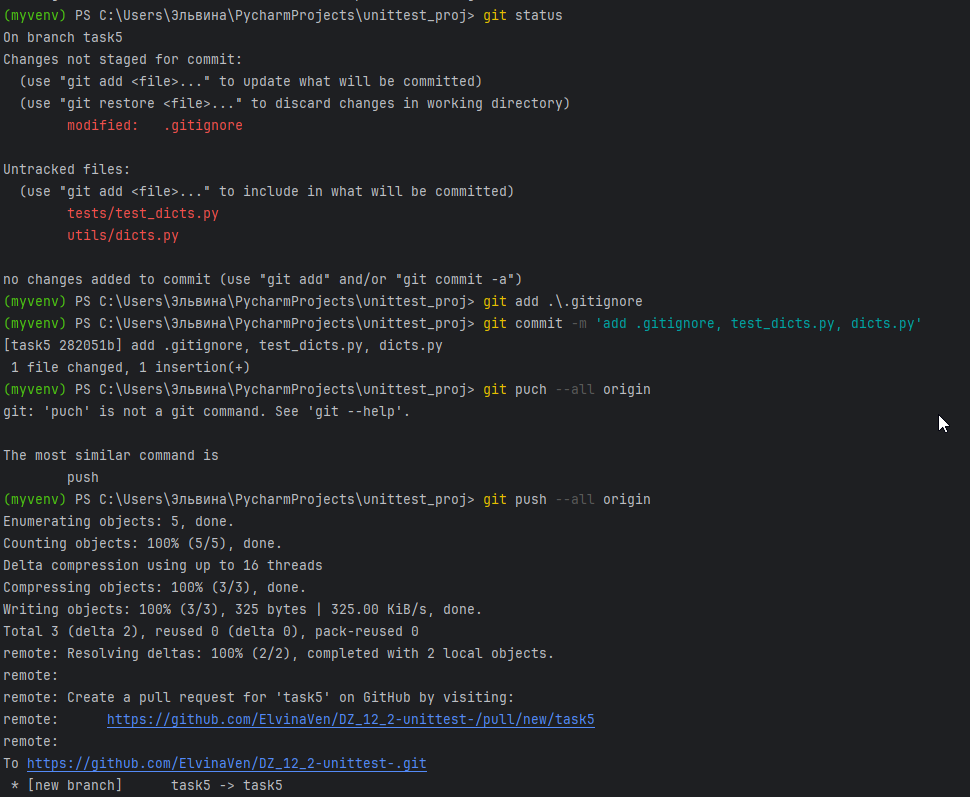 (myvenv) PS C:\Users\Эльвина\PycharmProjects\unittest_proj> git status
On branch task5
Changes not staged for commit:
  (use "git add <file>..." to update what will be committed)
  (use "git restore <file>..." to discard changes in working directory)
        modified:   .gitignore

Untracked files:
  (use "git add <file>..." to include in what will be committed)
        tests/test_dicts.py
        utils/dicts.py

no changes added to commit (use "git add" and/or "git commit -a")
(myvenv) PS C:\Users\Эльвина\PycharmProjects\unittest_proj> git add .\.gitignore
(myvenv) PS C:\Users\Эльвина\PycharmProjects\unittest_proj> git commit -m 'add .gitignore, test_dicts.py, dicts.py'
[task5 282051b] add .gitignore, test_dicts.py, dicts.py
 1 file changed, 1 insertion(+)
(myvenv) PS C:\Users\Эльвина\PycharmProjects\unittest_proj> git puch --all origin
git: 'puch' is not a git command. See 'git --help'.

The most similar command is
        push
(myvenv) PS C:\Users\Эльвина\PycharmProjects\unittest_proj> git push --all origin
Enumerating objects: 5, done.
Counting objects: 100% (5/5), done.
Delta compression using up to 16 threads
Compressing objects: 100% (3/3), done.
Writing objects: 100% (3/3), 325 bytes | 325.00 KiB/s, done.
Total 3 (delta 2), reused 0 (delta 0), pack-reused 0
remote: Resolving deltas: 100% (2/2), completed with 2 local objects.
remote:
remote: Create a pull request for 'task5' on GitHub by visiting:
remote:      https://github.com/ElvinaVen/DZ_12_2-unittest-/pull/new/task5
remote:
To https://github.com/ElvinaVen/DZ_12_2-unittest-.git
 * [new branch]      task5 -> task5